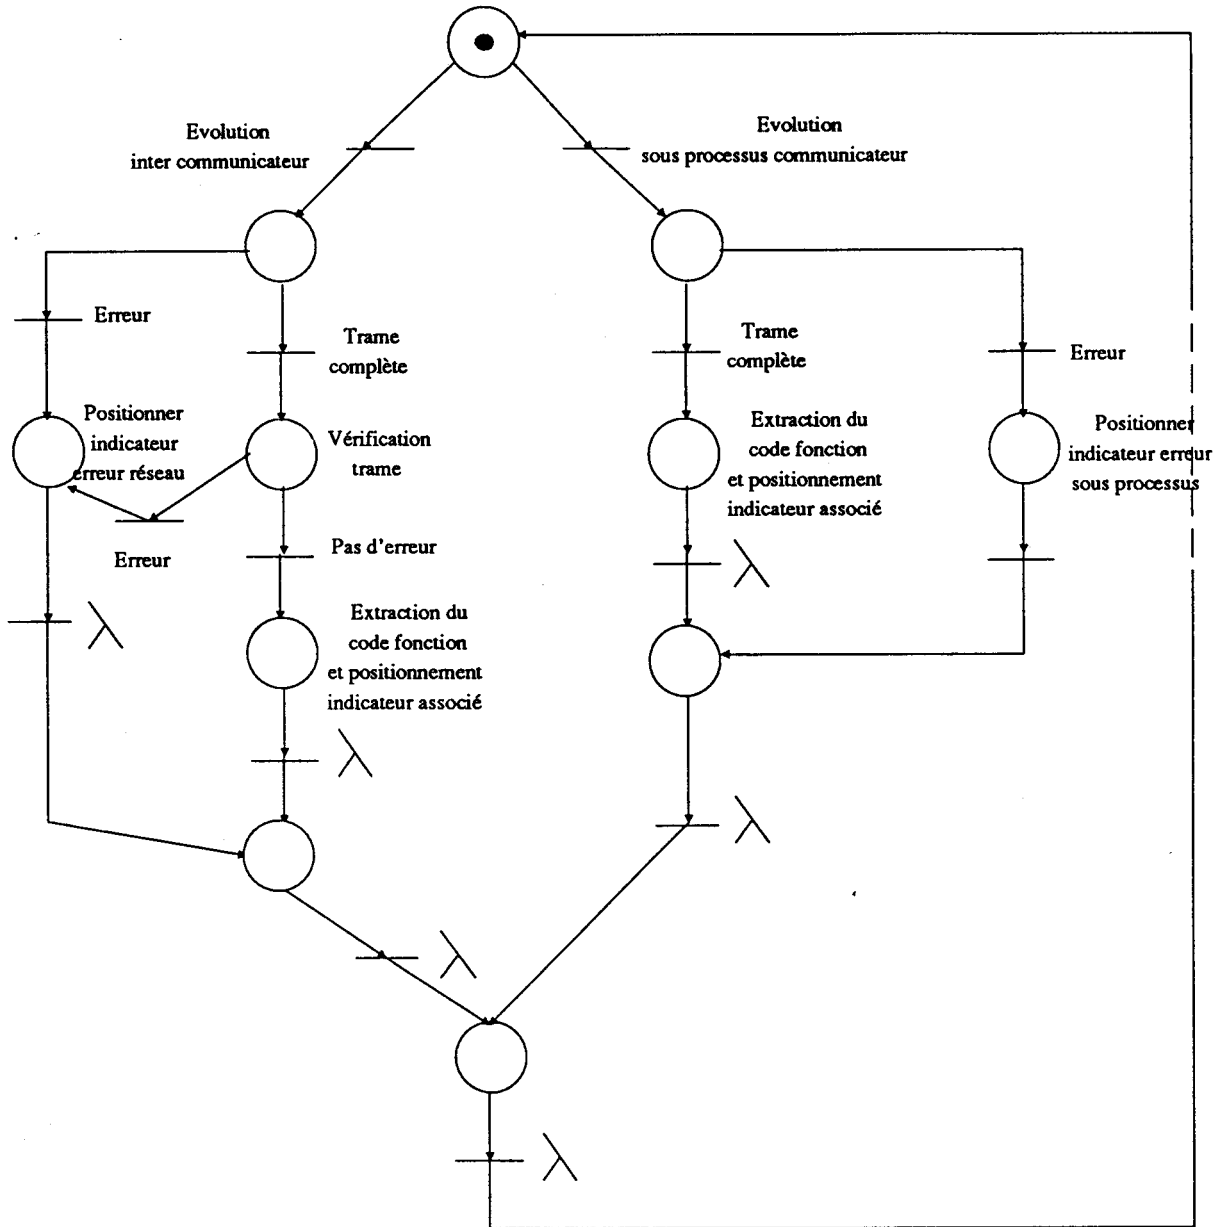 Evolution
inter communicateur
Evolution
sous processus communicateur
Erreur
Trame
complète
Trame
complète
Erreur
Positionner
indicateur
erreur réseau
Vérification
trame
Extraction du
code fonction
et positionnement
indicateur associé
Positionner
indicateur erreur
sous processus
Erreur
Pas d'erreur
λ
λ
Extraction du
code fonction
et positionnement
indicateur associé
λ
λ
λ
λ